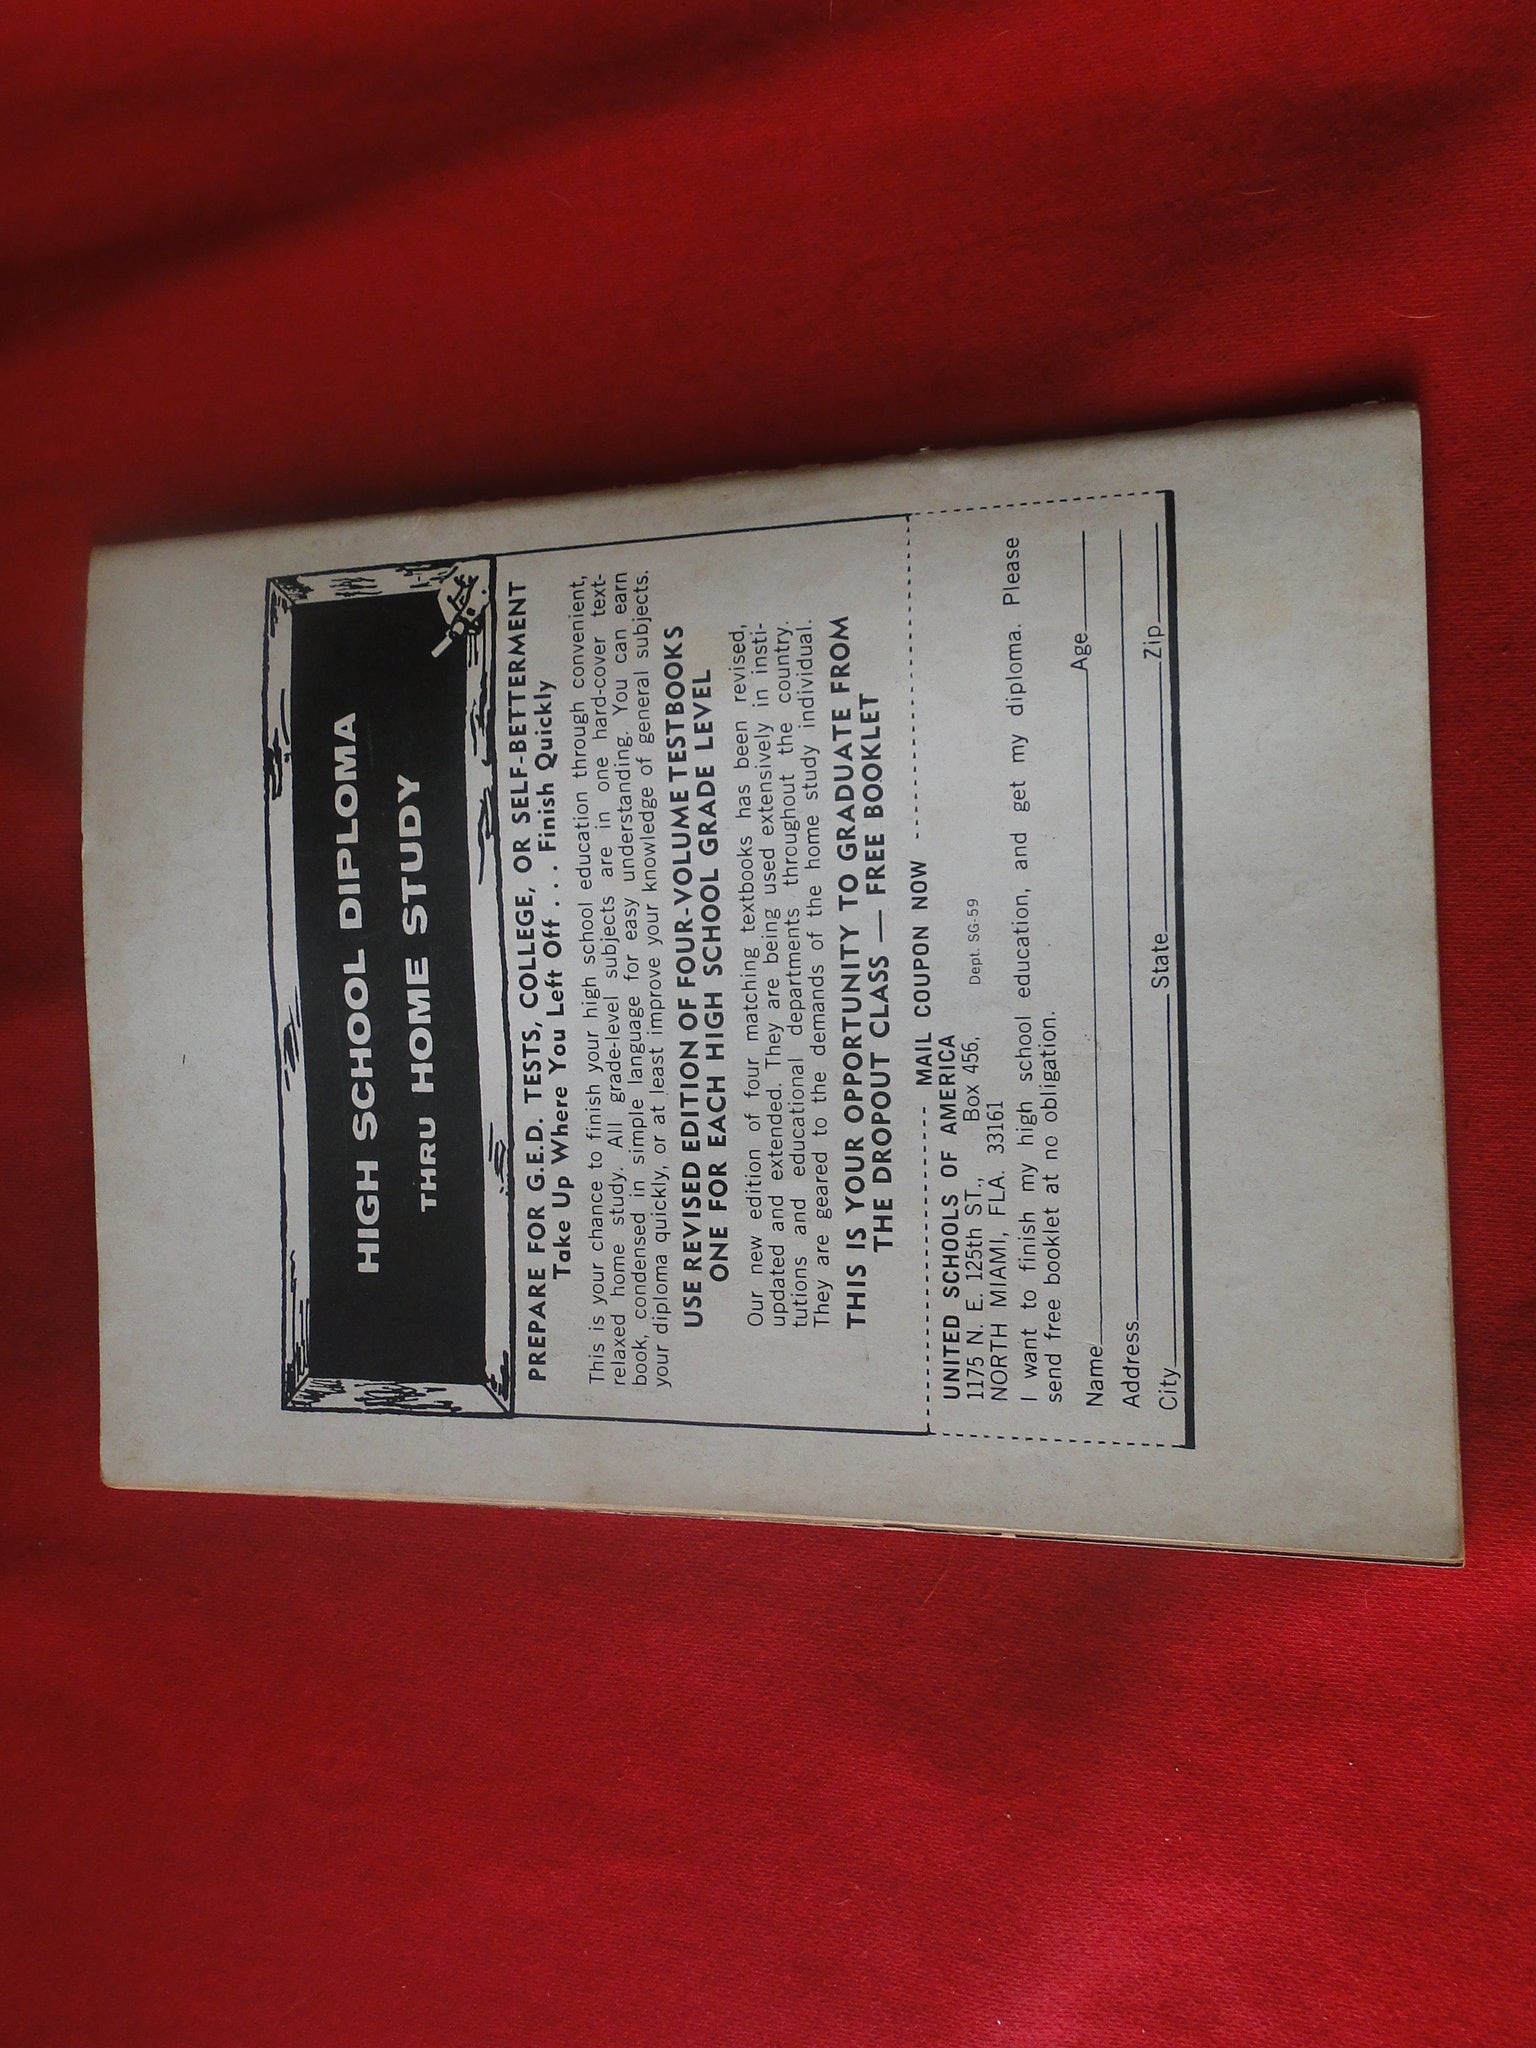 HIGH SCHOOL DIPLOMA
THRU HOME STUDY
PREPARE FOR G.E.D. TESTS, COLLEGE, OR SELF-BETTERMENT
Take Up Where You Left Off . . . Finish Quickly
This is your chance to finish your high school education through convenient,
relaxed home study. All grade-level subjects are in one hard-cover text-
book, condensed in simple language for easy understanding. You can earn
your diploma quickly, or at least improve your knowledge of general subjects.
USE REVISED EDITION OF FOUR-VOLUME TESTBOOKS
ONE FOR EACH HIGH SCHOOL GRADE LEVEL
Our new edition of four matching textbooks has been revised,
updated and extended. They are being used extensively in insti-
tutions and educational departments throughout the country.
They are geared to the demands of the home study individual.
THIS IS YOUR OPPORTUNITY TO GRADUATE FROM
THE DROPOUT CLASS — FREE BOOKLET
MAIL COUPON NOW
UNITED SCHOOLS OF AMERICA
1175 N. E. 125th ST., Box 456, Dept. SG-59
NORTH MIAMI, FLA. 33161
I want to finish my high school education, and get my diploma. Please
send free booklet at no obligation.
Name Age
Address
City State Zip